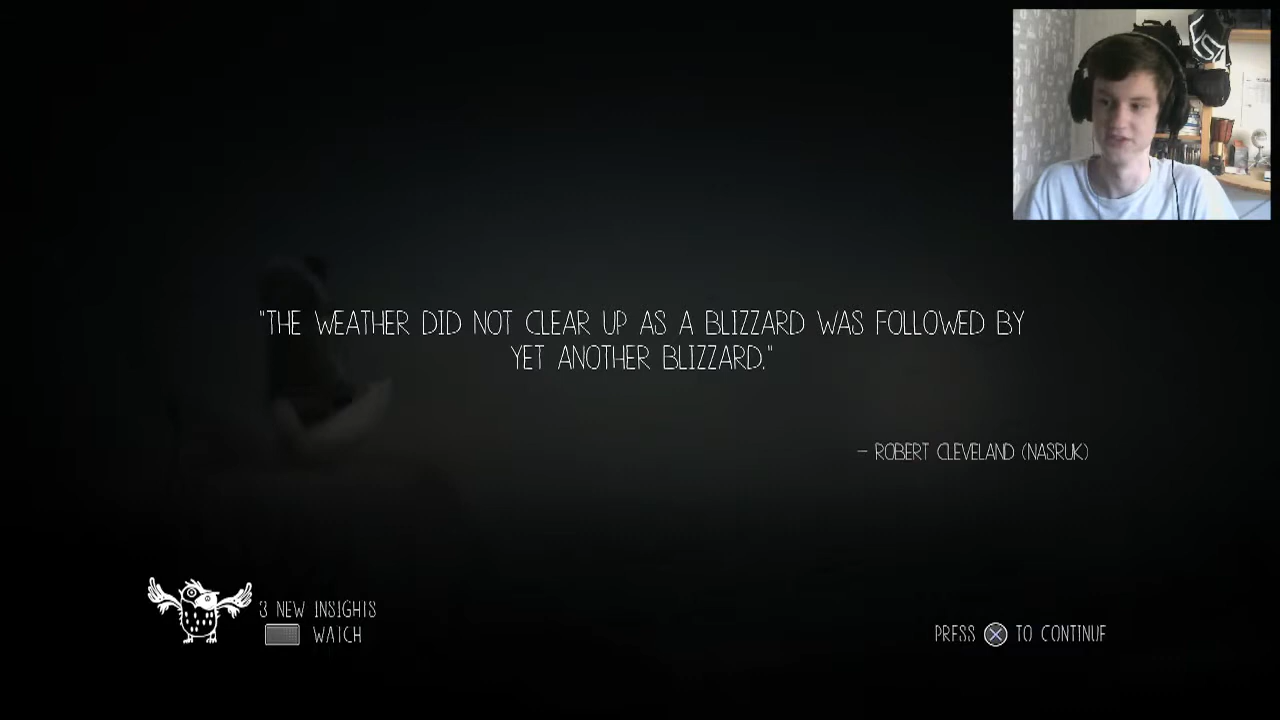 "THE WEATHER DID NOT CLEAR UP AS A BLIZZARD WAS FOLLOWED BY
YET ANOTHER BLIZZARD."
– ROBERT CLEVELAND (NASRUK)
3 NEW INSIGHTS
WATCH
PRESS TO CONTINUE